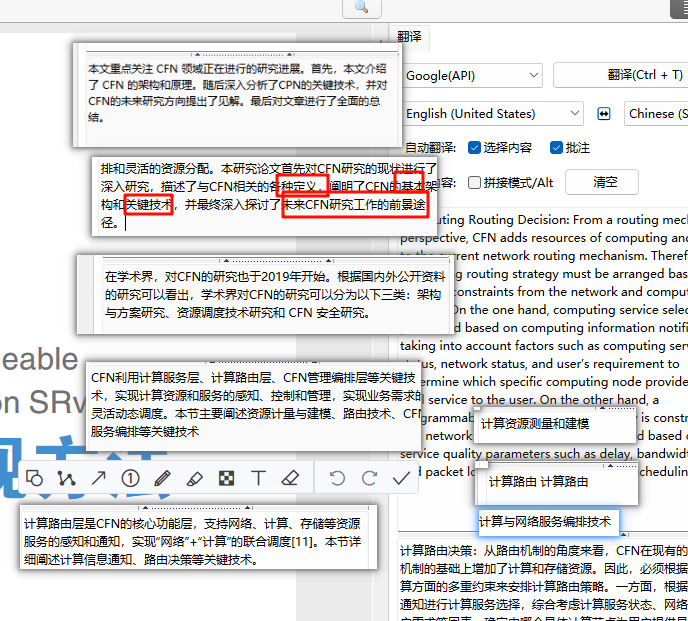 翻译
本文重点关注 CFN 领域正在进行的研究进展。首先，本文介绍
了 CFN 的架构和原理。随后深入分析了CPN的关键技术，并对
CFN的未来研究方向提出了见解。最后对文章进行了全面的总
结。
Google(API)
翻译(Ctrl + T)
English (United States)
Chinese (S
自动翻译:
选择内容
批注
容:
拼接模式/Alt
清空
排和灵活的资源分配。本研究论文首先对CFN研究的现状进行了
深入研究，描述了与CFN相关的各种定义，阐明了CFN的基本架
构和关键技术，并最终深入探讨了未来CFN研究工作的前景途
径。
uting Routing Decision: From a routing mech
perspective, CFN adds resources of computing and
rent network routing mechanism. Theref
g routing strategy must be arranged bas
constraints from the network and comput
On the one hand, computing service selec
d based on computing information notifi
taking into account factors such as computing serv
us, network status, and user's requirement to
ermine which specific computing node provide
l service to the user. On the other hand, a
grammab
is constr
network
d based o
service quality parameters such as delay, bandwidt
d packet lo
cheduling
在学术界，对CFN的研究也于2019年开始。根据国内外公开资料
的研究可以看出，学术界对CFN的研究可以分为以下三类：架构
与方案研究、资源调度技术研究和 CFN 安全研究。
eable
on SRv
现方法
CFN利用计算服务层、计算路由层、CFN管理编排层等关键技
术，实现计算资源和服务的感知、控制和管理，实现业务需求的
灵活动态调度。本节主要阐述资源计量与建模、路由技术、CFN
服务编排等关键技术
计算资源测量和建模
计算路由 计算路由
计算与网络服务编排技术
计算路由层是CFN的核心功能层，支持网络、计算、存储等资源
服务的感知和通知，实现“网络”+“计算”的联合调度[11]。本节详
细阐述计算信息通知、路由决策等关键技术。
计算路由决策：从路由机制的角度来看，CFN在现有的
机制的基础上增加了计算和存储资源。因此，必须根据
算方面的多重约束来安排计算路由策略。一方面，根据
通知进行计算服务选择，综合考虑计算服务状态、网络